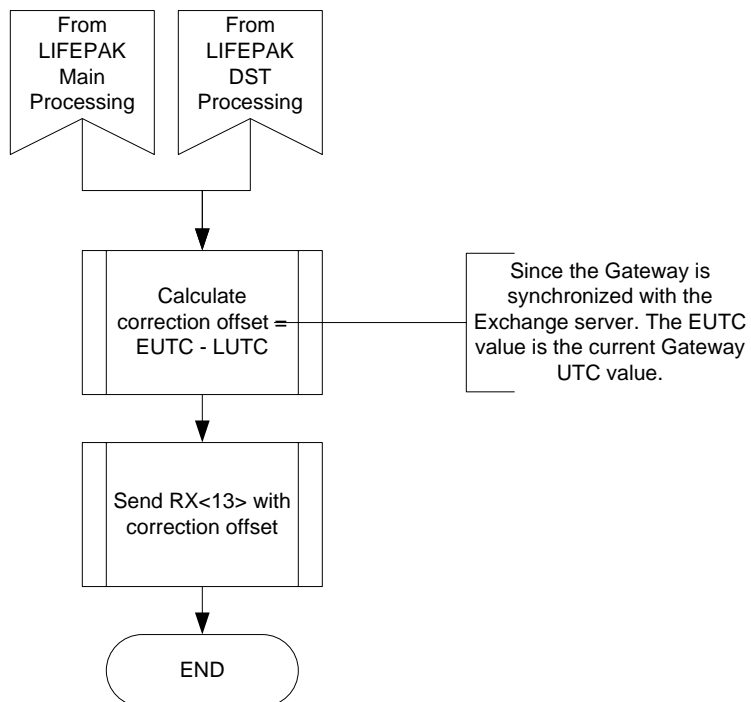 From
LIFEPAK
Main
Processing
From
LIFEPAK
DST
Processing
Calculate
correction offset =
EUTC - LUTC
Since the Gateway is
synchronized with the
Exchange server. The EUTC
value is the current Gateway
UTC value.
Send RX<13> with
correction offset
END